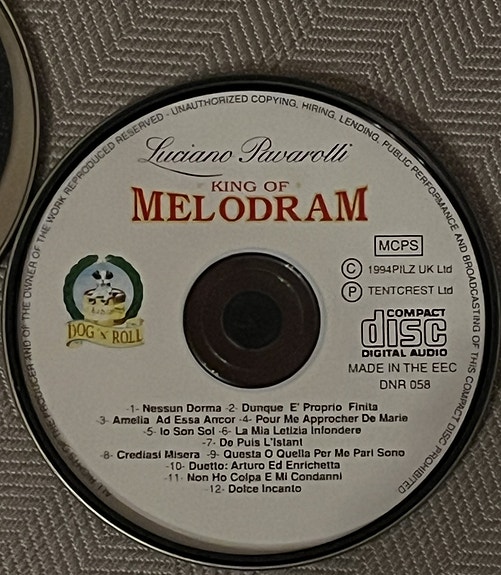 ALL RIGHTS OF THE PRODUCER AND OF THE OWNER OF THE WORK REPRODUCED RESERVED - UNAUTHORIZED COPYING, HIRING, LENDING, PUBLIC PERFORMANCE AND BROADCASTING OF THIS COMPACT DISC PROHIBITED
Luciano Pavarotti
KING OF
MELODRAM
MCPS
C 1994PILZ UK Ltd
P TENTCREST Ltd
DOG 'N' ROLL
COMPACT
disc
DIGITAL AUDIO
MADE IN THE EEC
DNR 058
-1- Nessun Dorma -2- Dunque E' Proprio Finita
3- Amelia Ad Essa Ancor -4- Pour Me Approcher De Marie
-5- Io Son Sol -6- La Mia Letizia Infondere
-7- De Puis L'Istant
-8- Crediasi Misera -9- Questa O Quella Per Me Pari Sono
-10- Duetto: Arturo Ed Enrichetta
-11- Non Ho Colpa E Mi Condanni
-12- Dolce Incanto